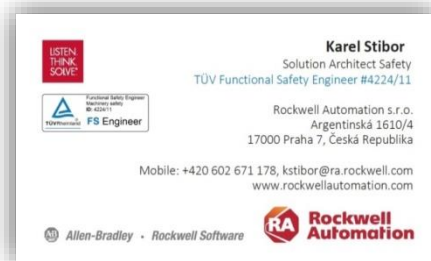 LISTEN.
THINK.
SOLVE.®
Karel Stibor
Solution Architect Safety
TÜV Functional Safety Engineer #4224/11
Functional Safety Engineer
Machinery safety
ID: 4224/11
TÜVRheinland
FS Engineer
Rockwell Automation s.r.o.
Argentinská 1610/4
17000 Praha 7, Česká Republika
Mobile: +420 602 671 178, kstibor@ra.rockwell.com
www.rockwellautomation.com
AB Allen-Bradley • Rockwell Software
RA Rockwell
Automation